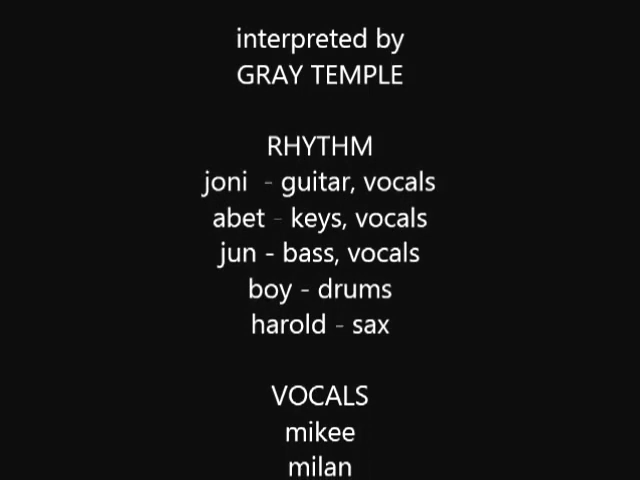 interpreted by
GRAY TEMPLE
RHYTHM
joni - guitar, vocals
abet - keys, vocals
jun - bass, vocals
boy - drums
harold - sax
VOCALS
mikee
milan